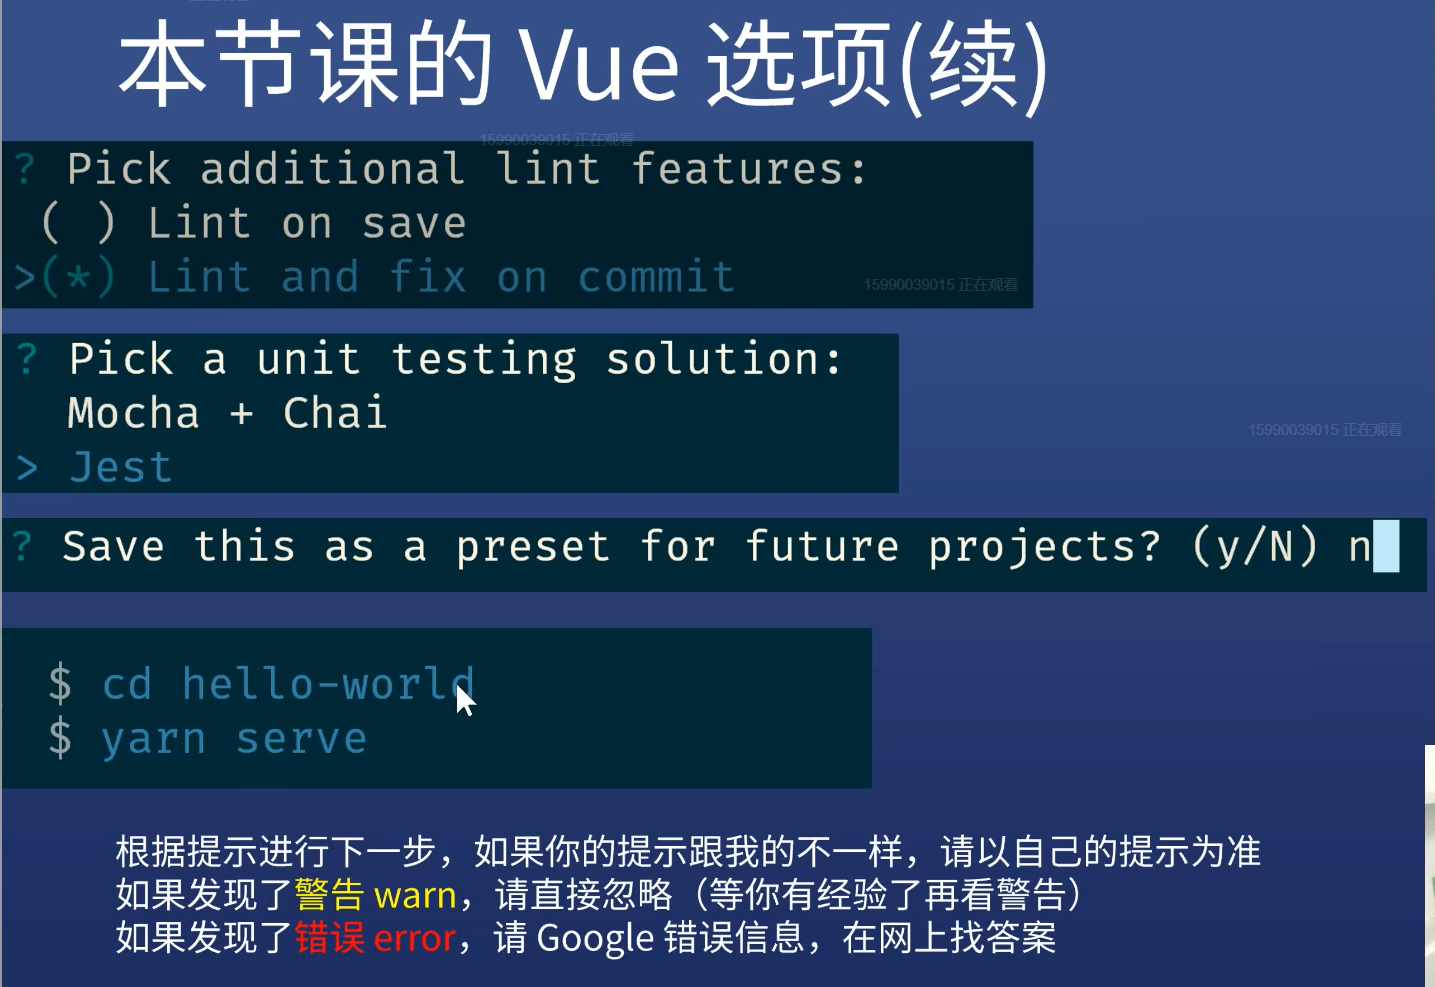 本节课的 Vue 选项(续)
15990039015 正在观看
? Pick additional lint features:
( ) Lint on save
>(*) Lint and fix on commit
15990039015 正在观看
? Pick a unit testing solution:
Mocha + Chai
> Jest
15990039015 正在观看
? Save this as a preset for future projects? (y/N) n
$ cd hello-world
$ yarn serve
根据提示进行下一步，如果你的提示跟我的不一样，请以自己的提示为准
如果发现了警告 warn，请直接忽略（等你有经验了再看警告）
如果发现了错误 error，请 Google 错误信息，在网上找答案